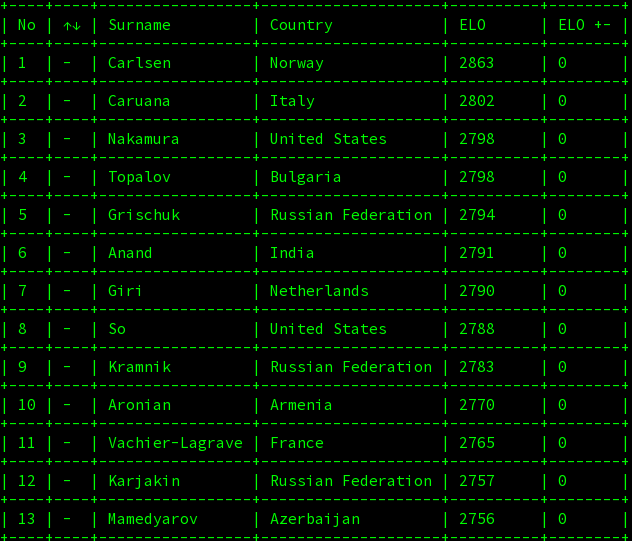 | No | ↑↓ | Surname | Country | ELO | ELO +- |
| 1 | - | Carlsen | Norway | 2863 | 0 |
| 2 | - | Caruana | Italy | 2802 | 0 |
| 3 | - | Nakamura | United States | 2798 | 0 |
| 4 | - | Topalov | Bulgaria | 2798 | 0 |
| 5 | - | Grischuk | Russian Federation | 2794 | 0 |
| 6 | - | Anand | India | 2791 | 0 |
| 7 | - | Giri | Netherlands | 2790 | 0 |
| 8 | - | So | United States | 2788 | 0 |
| 9 | - | Kramnik | Russian Federation | 2783 | 0 |
| 10 | - | Aronian | Armenia | 2770 | 0 |
| 11 | - | Vachier-Lagrave | France | 2765 | 0 |
| 12 | - | Karjakin | Russian Federation | 2757 | 0 |
| 13 | - | Mamedyarov | Azerbaijan | 2756 | 0 |